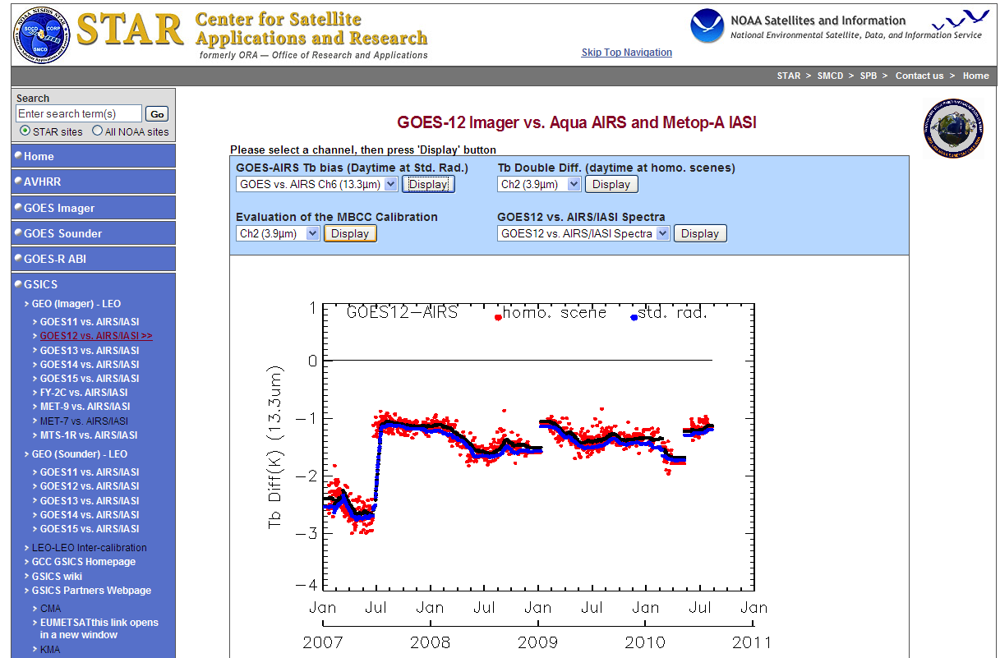 STAR
Center for Satellite
Applications and Research
formerly ORA — Office of Research and Applications
NOAA Satellites and Information
National Environmental Satellite, Data, and Information Service
Skip Top Navigation
STAR > SMCD > SPB > Contact us > Home
Search
Enter search term(s) Go
STAR sites All NOAA sites
Home
AVHRR
GOES Imager
GOES Sounder
GOES-R ABI
GSICS
> GEO (Imager) - LEO
> GOES11 vs. AIRS/IASI
> GOES12 vs. AIRS/IASI >>
> GOES13 vs. AIRS/IASI
> GOES14 vs. AIRS/IASI
> GOES15 vs. AIRS/IASI
> FY-2C vs. AIRS/IASI
> MET-9 vs. AIRS/IASI
> MET-7 vs. AIRS/IASI
> MTS-1R vs. AIRS/IASI
> GEO (Sounder) - LEO
> GOES11 vs. AIRS/IASI
> GOES12 vs. AIRS/IASI
> GOES13 vs. AIRS/IASI
> GOES14 vs. AIRS/IASI
> GOES15 vs. AIRS/IASI
> LEO-LEO Inter-calibration
> GCC GSICS Homepage
> GSICS wiki
> GSICS Partners Webpage
> CMA
> EUMETSATthis link opens
in a new window
> KMA
GOES-12 Imager vs. Aqua AIRS and Metop-A IASI
Please select a channel, then press 'Display' button
GOES-AIRS Tb bias (Daytime at Std. Rad.)
GOES vs. AIRS Ch6 (13.3μm) Display
Tb Double Diff. (daytime at homo. scenes)
Ch2 (3.9μm) Display
Evaluation of the MBCC Calibration
Ch2 (3.9μm) Display
GOES12 vs. AIRS/IASI Spectra
GOES12 vs. AIRS/IASI Spectra Display
GOES12-AIRS homo. scene std. rad.
Tb Diff(K) (13.3um)
1
0
-1
-2
-3
-4
Jan Jul Jan Jul Jan Jul Jan Jul Jan
2007 2008 2009 2010 2011